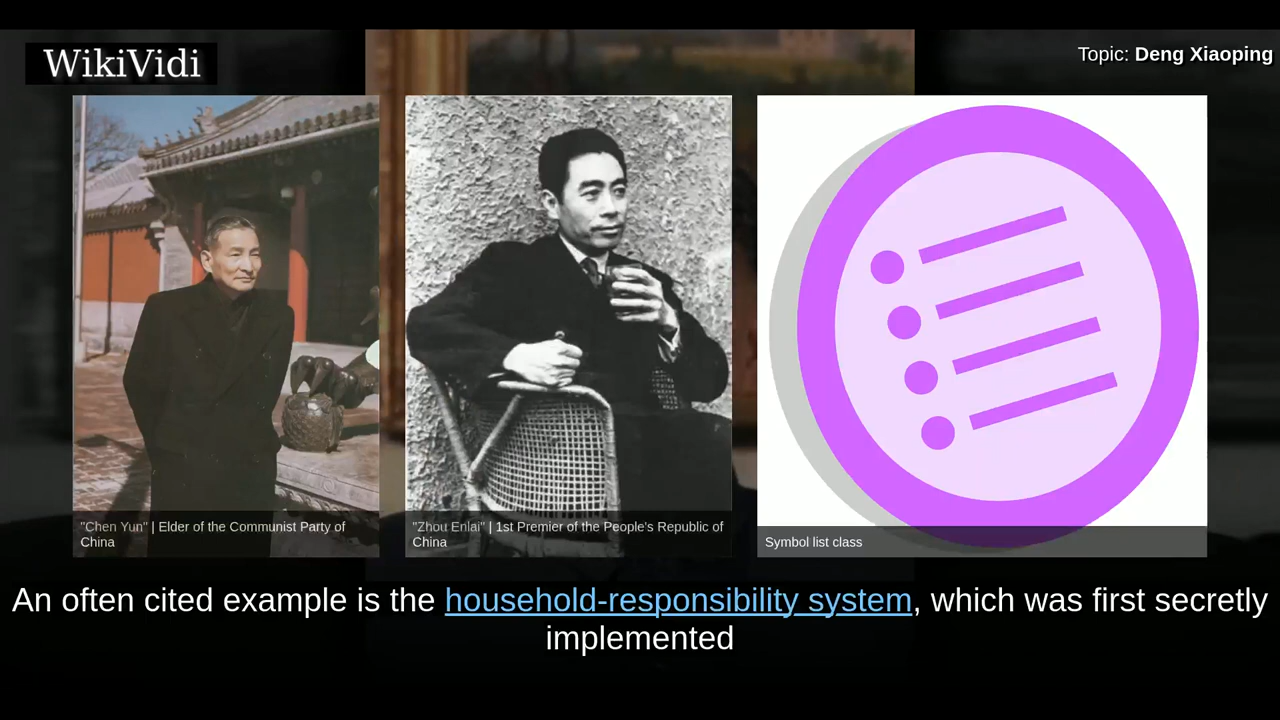 WikiVidi
Topic: Deng Xiaoping
"Chen Yun" | Elder of the Communist Party of
China
"Zhou Enlai" | 1st Premier of the People's Republic of
China
Symbol list class
An often cited example is the household-responsibility system, which was first secretly
implemented